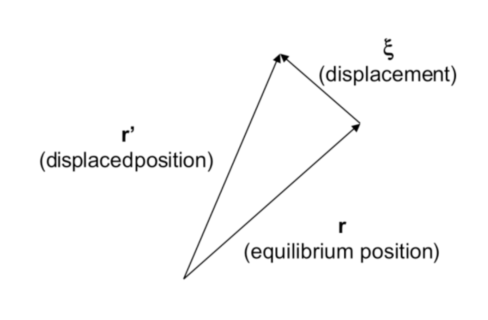 ξ
(displacement)
r’
(displacedposition)
r
(equilibrium position)